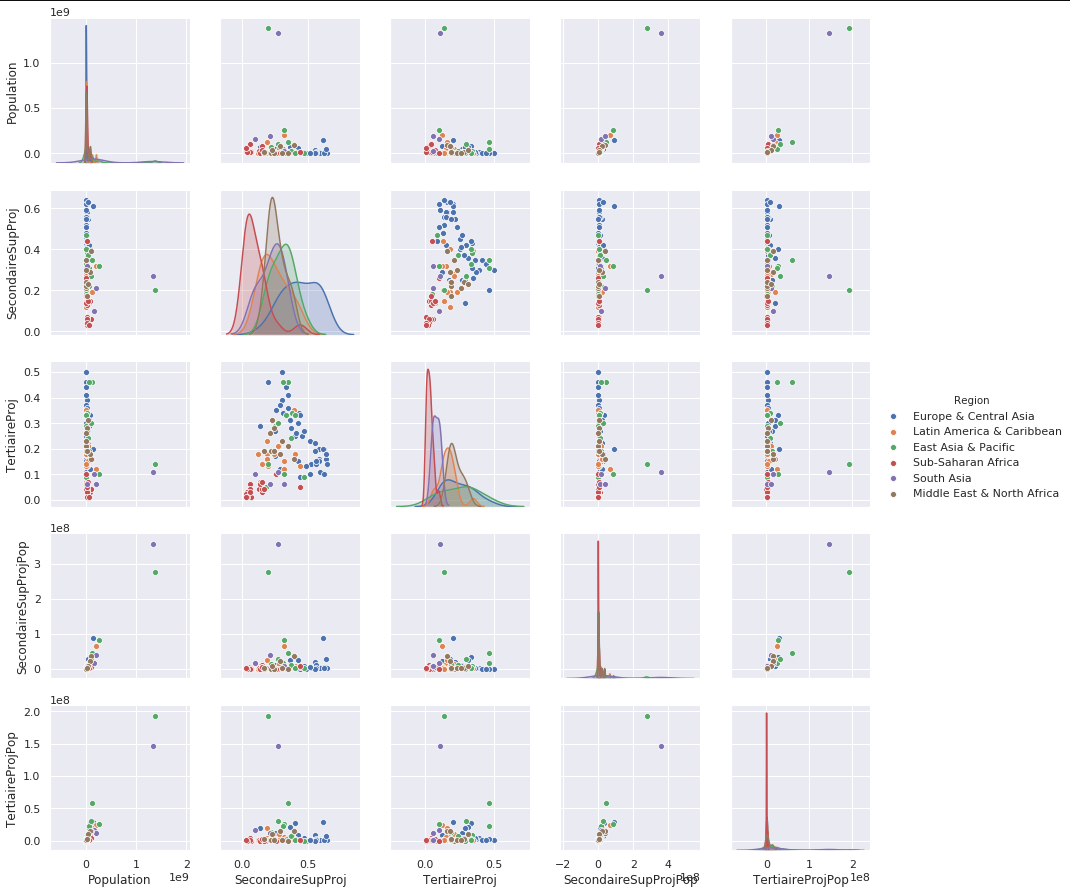 1e9
Population
1.0
0.5
0.0
SecondaireSupProj
0.6
0.4
0.2
0.0
TertiaireProj
0.5
0.4
0.3
0.2
0.1
0.0
Region
Europe & Central Asia
Latin America & Caribbean
East Asia & Pacific
Sub-Saharan Africa
South Asia
Middle East & North Africa
1e8
SecondaireSupProjPop
3
2
1
0
1e8
TertiaireProjPop
2.0
1.5
1.0
0.5
0.0
0 1 2 0.0 0.5 0.0 0.5 −2 0 2 4 0 1 2
Population 1e9 SecondaireSupProj TertiaireProj SecondaireSupProjPop 1e8 TertiaireProjPop 1e8